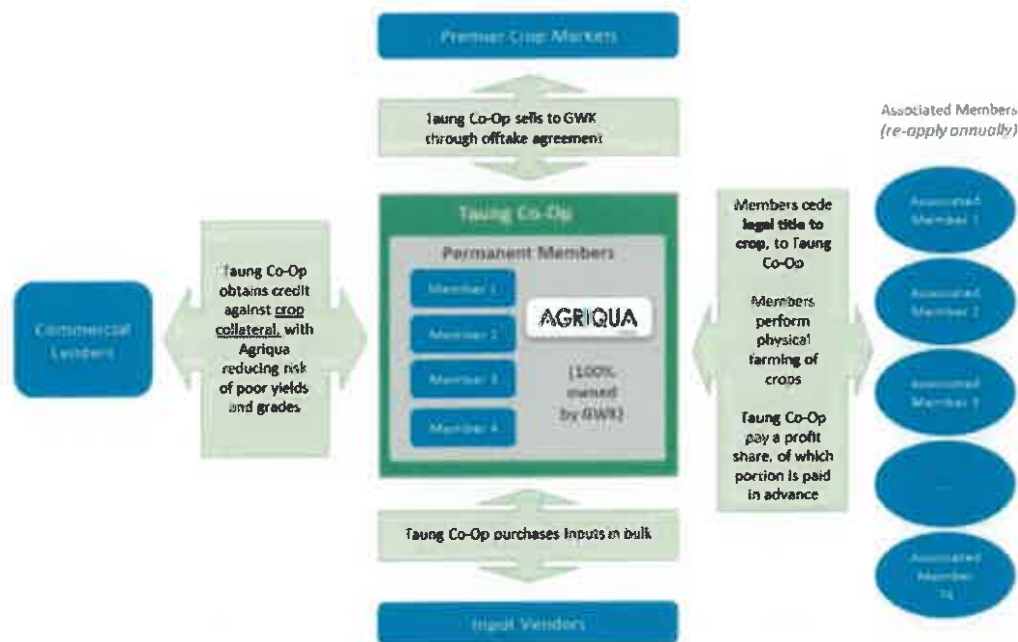 Premier Crop Markets
Taung Co-Op sells to GWK
through offtake agreement
Associated Members
(re-apply annually)
Taung Co-Op
Permanent Members
Member 1
Member 2
Member 3
Member 4
AGRIQUA
(100%
owned
by GWK)
Commercial
Lenders
Taung Co-Op
obtains credit
against crop
collateral, with
Agriqua
reducing risk
of poor yields
and grades
Members cede
legal title to
crop, to Taung
Co-Op
Members
perform
physical
farming of
crops
Taung Co-Op
pay a profit
share, of which
portion is paid
in advance
Associated
Member 1
Associated
Member 2
Associated
Member 3
Associated
Member
Taung Co-Op purchases Inputs in bulk
Input Vendors